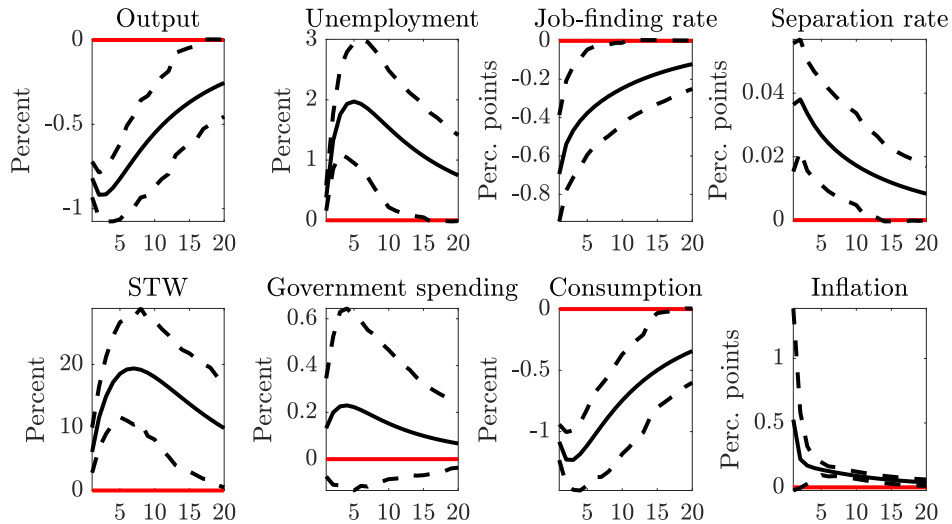 Output
Unemployment
Job-finding rate
Separation rate
Percent
0
-0.5
-1
5 10 15 20
Percent
3
2
1
0
5 10 15 20
Perc. points
0
-0.2
-0.4
-0.6
-0.8
5 10 15 20
Perc. points
0.04
0.02
0
5 10 15 20
STW
Government spending
Consumption
Inflation
Percent
20
10
0
5 10 15 20
Percent
0.6
0.4
0.2
0
5 10 15 20
Percent
0
-0.5
-1
5 10 15 20
Perc. points
1
0.5
0
5 10 15 20